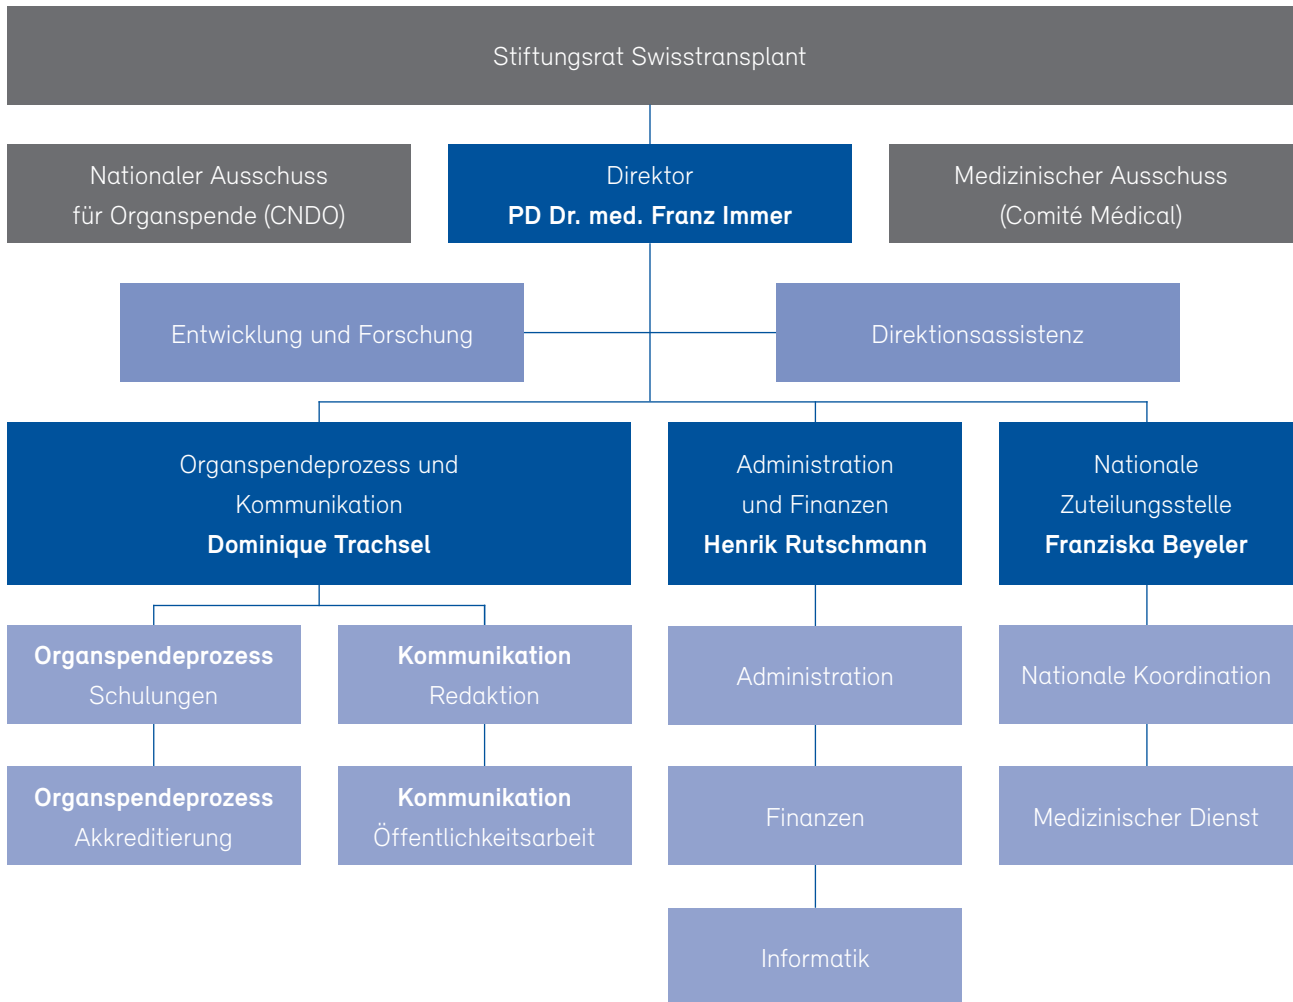 Stiftungsrat Swisstransplant
Nationaler Ausschuss
für Organspende (CNDO)
Direktor
PD Dr. med. Franz Immer
Medizinischer Ausschuss
(Comité Médical)
Entwicklung und Forschung
Direktionsassistenz
Organspendeprozess und
Kommunikation
Dominique Trachsel
Administration
und Finanzen
Henrik Rutschmann
Nationale
Zuteilungsstelle
Franziska Beyeler
Organspendeprozess
Schulungen
Kommunikation
Redaktion
Administration
Nationale Koordination
Organspendeprozess
Akkreditierung
Kommunikation
Öffentlichkeitsarbeit
Finanzen
Medizinischer Dienst
Informatik